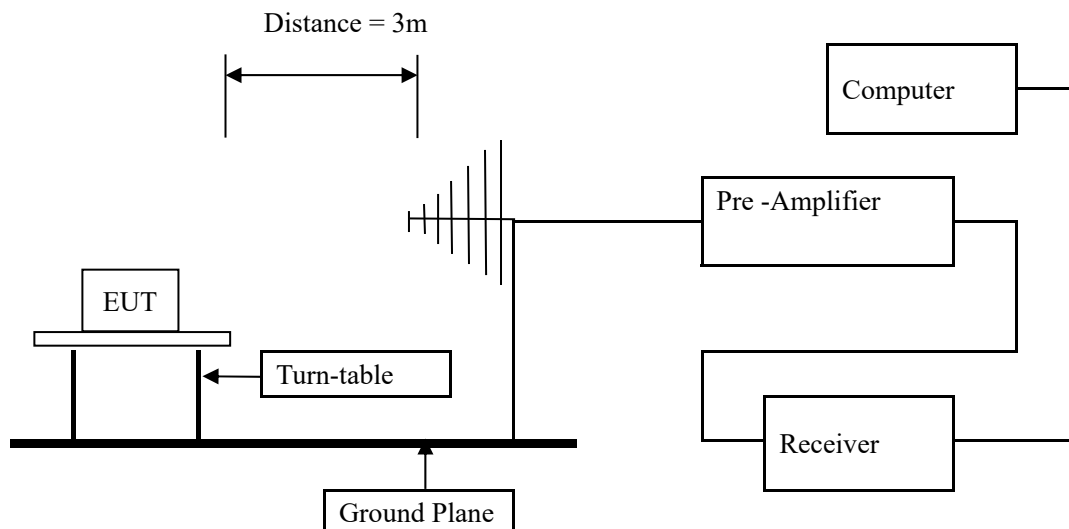 Distance = 3m
Computer
Pre -Amplifier
EUT
Turn-table
Receiver
Ground Plane